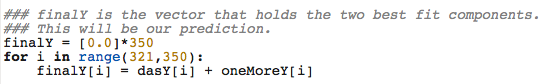 ### finalY is the vector that holds the two best fit components.
### This will be our prediction.
finalY = [0.0]*350
for i in range(321,350):
    finalY[i] = dasY[i] + oneMoreY[i]